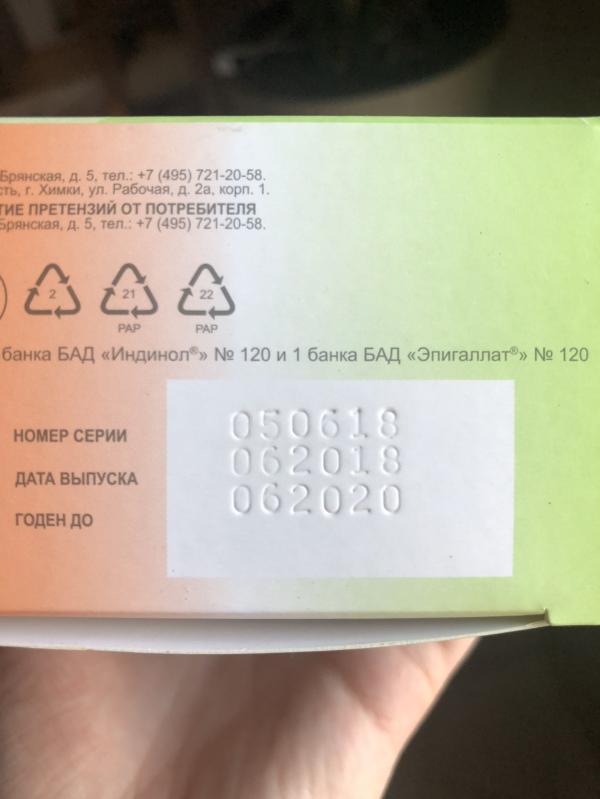 Брянская, д. 5, тел.: +7 (495) 721-20-58.
сть, г. Химки, ул. Рабочая, д. 2а, корп. 1.
ТИЕ ПРЕТЕНЗИЙ ОТ ПОТРЕБИТЕЛЯ
Брянская, д. 5, тел.: +7 (495) 721-20-58.
2 21 22
PAP PAP
банка БАД «Индинол®» № 120 и 1 банка БАД «Эпигаллат®» № 120
НОМЕР СЕРИИ 050618
ДАТА ВЫПУСКА 062018
ГОДЕН ДО 062020